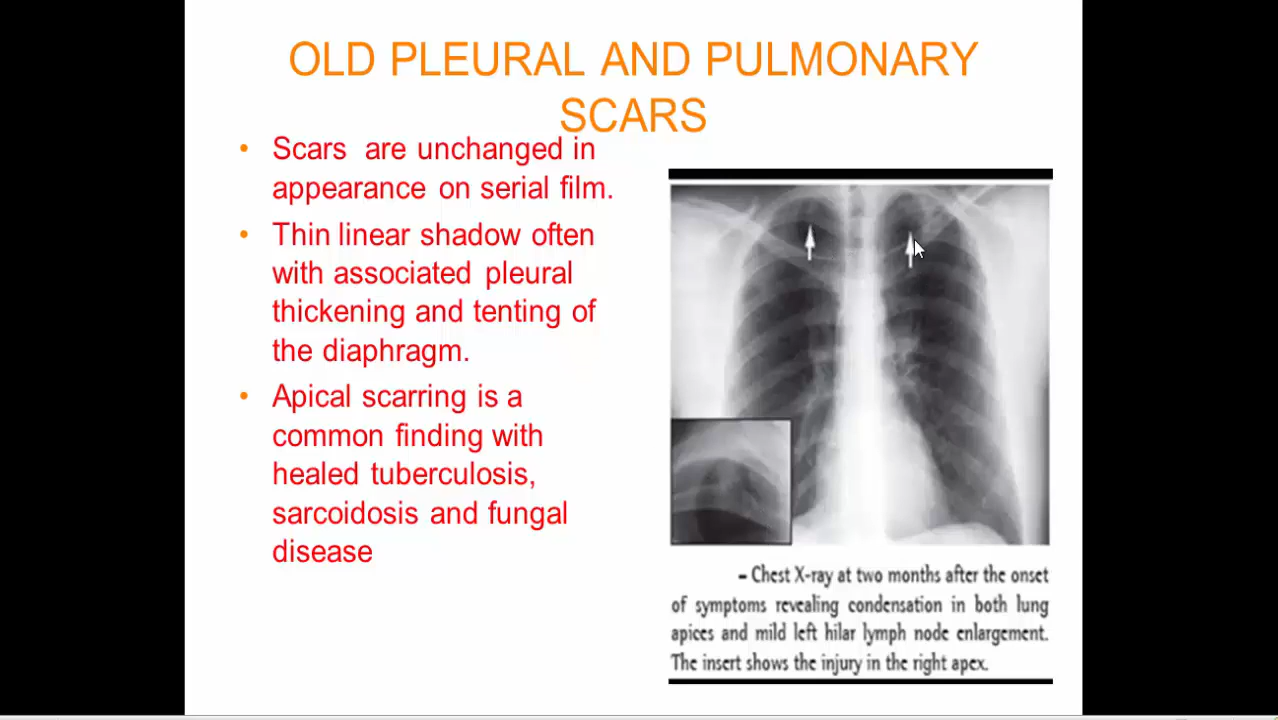 OLD PLEURAL AND PULMONARY
SCARS
• Scars are unchanged in
appearance on serial film.
• Thin linear shadow often
with associated pleural
thickening and tenting of
the diaphragm.
• Apical scarring is a
common finding with
healed tuberculosis,
sarcoidosis and fungal
disease
– Chest X-ray at two months after the onset
of symptoms revealing condensation in both lung
apices and mild left hilar lymph node enlargement.
The insert shows the injury in the right apex.